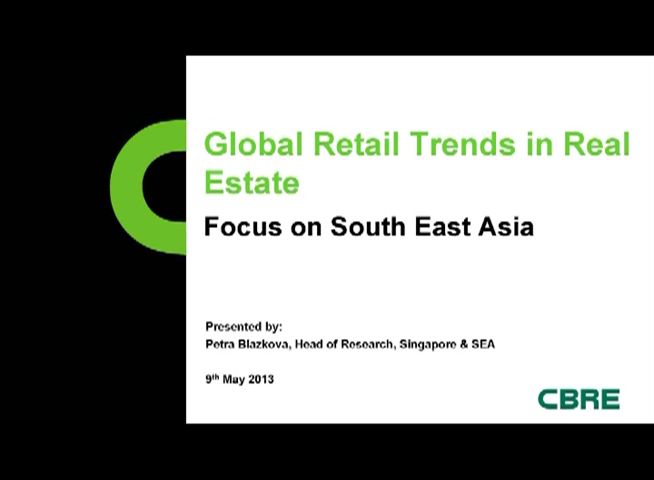 Global Retail Trends in Real
Estate
Focus on South East Asia
Presented by:
Petra Blazkova, Head of Research, Singapore & SEA
9th May 2013
CBRE